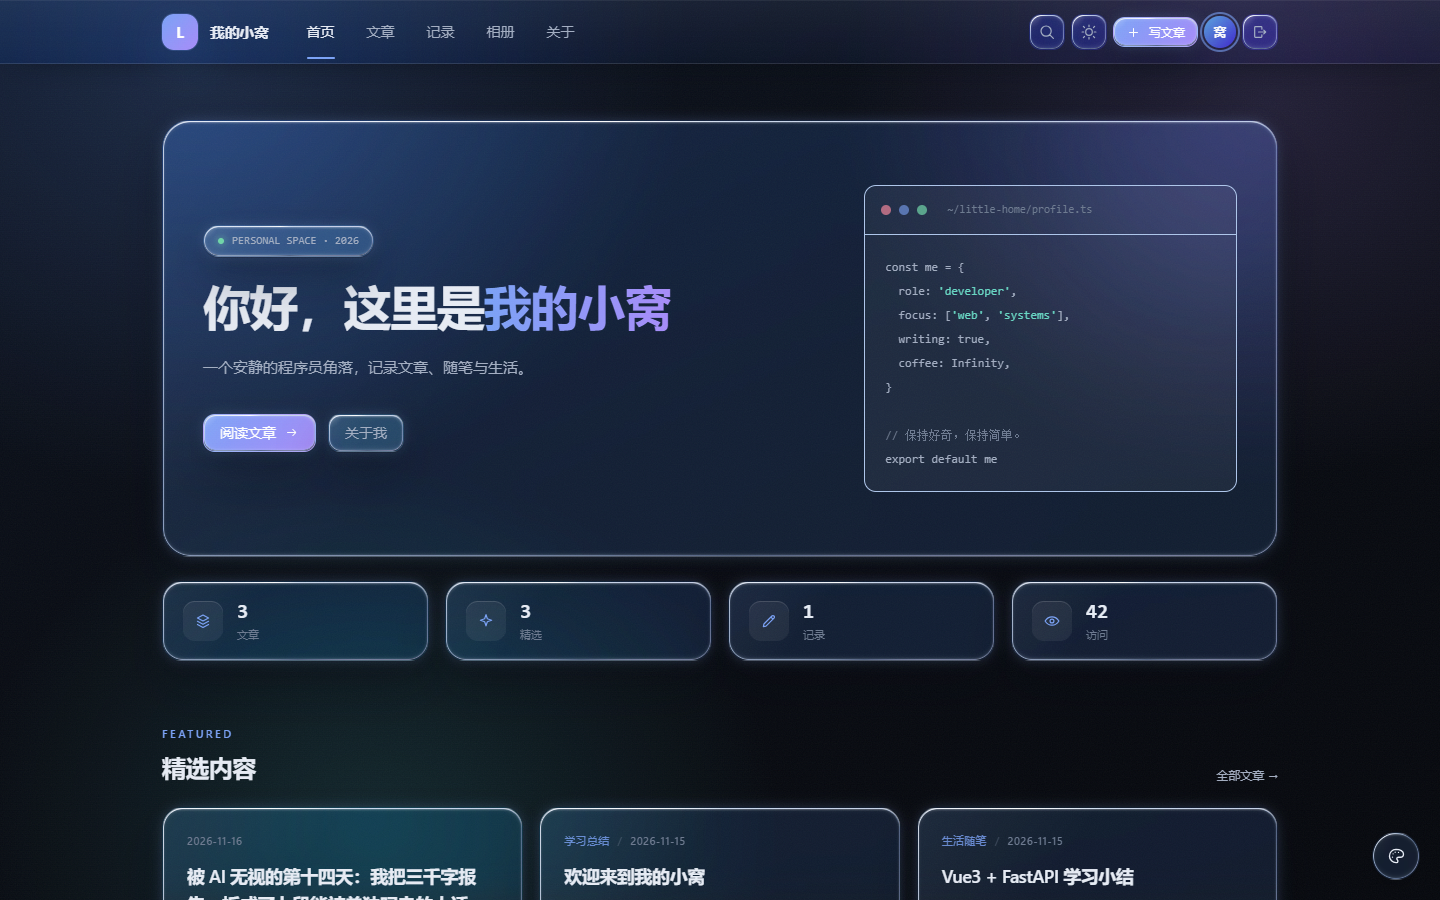 L 我的小窝 首页 文章 记录 相册 关于 写文章 窝
PERSONAL SPACE · 2026
你好，这里是我的小窝
一个安静的程序员角落，记录文章、随笔与生活。
阅读文章 →
关于我
~/little-home/profile.ts
const me = {
role: 'developer',
focus: ['web', 'systems'],
writing: true,
coffee: Infinity,
}
// 保持好奇，保持简单。
export default me
3
文章
3
精选
1
记录
42
访问
FEATURED
精选内容
全部文章 →
2026-11-16
被 AI 无视的第十四天：我把三千字报
学习总结 / 2026-11-15
欢迎来到我的小窝
生活随笔 / 2026-11-15
Vue3 + FastAPI 学习小结